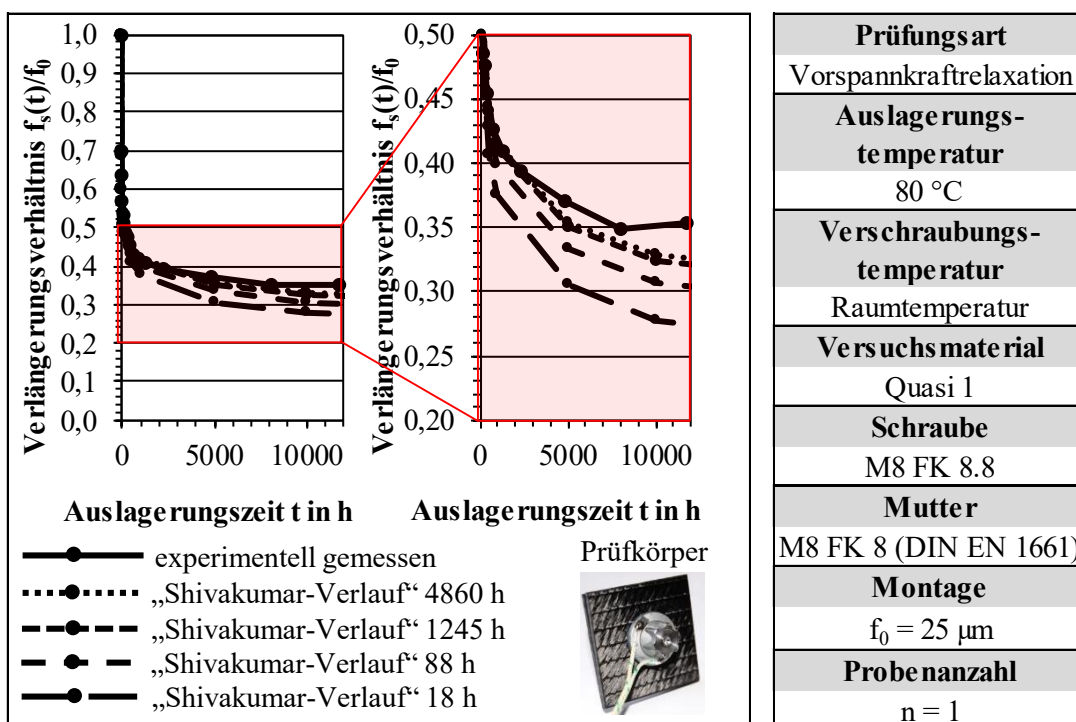 Verlängerungsverhältnis fs(t)/f0
1,0
0,9
0,8
0,7
0,6
0,5
0,4
0,3
0,2
0,1
0,0
0 5000 10000
Auslagerungszeit t in h
Verlängerungsverhältnis fs(t)/f0
0,50
0,45
0,40
0,35
0,30
0,25
0,20
0 5000 10000
Auslagerungszeit t in h
experimentell gemessen
„Shivakumar-Verlauf“ 4860 h
„Shivakumar-Verlauf“ 1245 h
„Shivakumar-Verlauf“ 88 h
„Shivakumar-Verlauf“ 18 h
Prüfkörper
Prüfungsart
Vorspannkraftrelaxation
Auslagerungs-
temperatur
80 °C
Verschraubungs-
temperatur
Raumtemperatur
Versuchsmaterial
Quasi 1
Schraube
M8 FK 8.8
Mutter
M8 FK 8 (DIN EN 1661)
Montage
f0 = 25 µm
Probenanzahl
n = 1